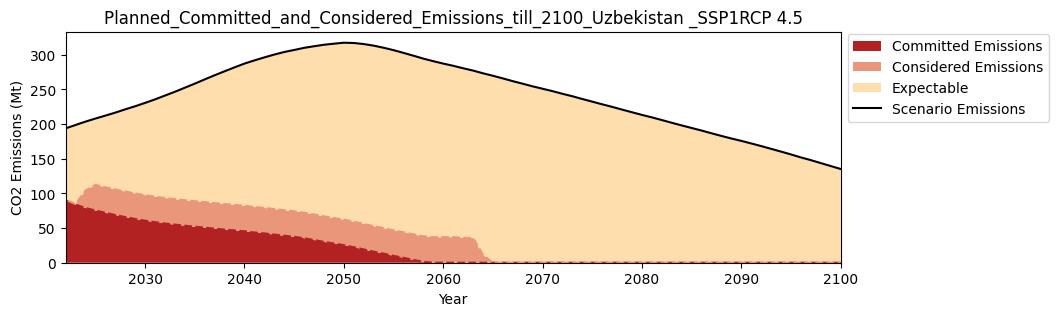 Planned_Committed_and_Considered_Emissions_till_2100_Uzbekistan _SSP1RCP 4.5
CO2 Emissions (Mt)
300
250
200
150
100
50
0
2030 2040 2050 2060 2070 2080 2090 2100
Year
Committed Emissions
Considered Emissions
Expectable
Scenario Emissions